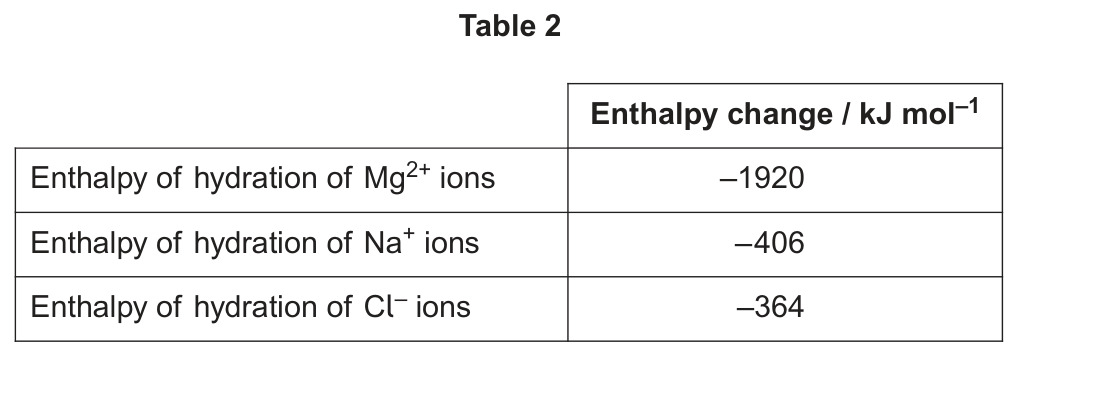 Table 2
Enthalpy change / kJ mol⁻¹
Enthalpy of hydration of Mg²⁺ ions –1920
Enthalpy of hydration of Na⁺ ions –406
Enthalpy of hydration of Cl⁻ ions –364